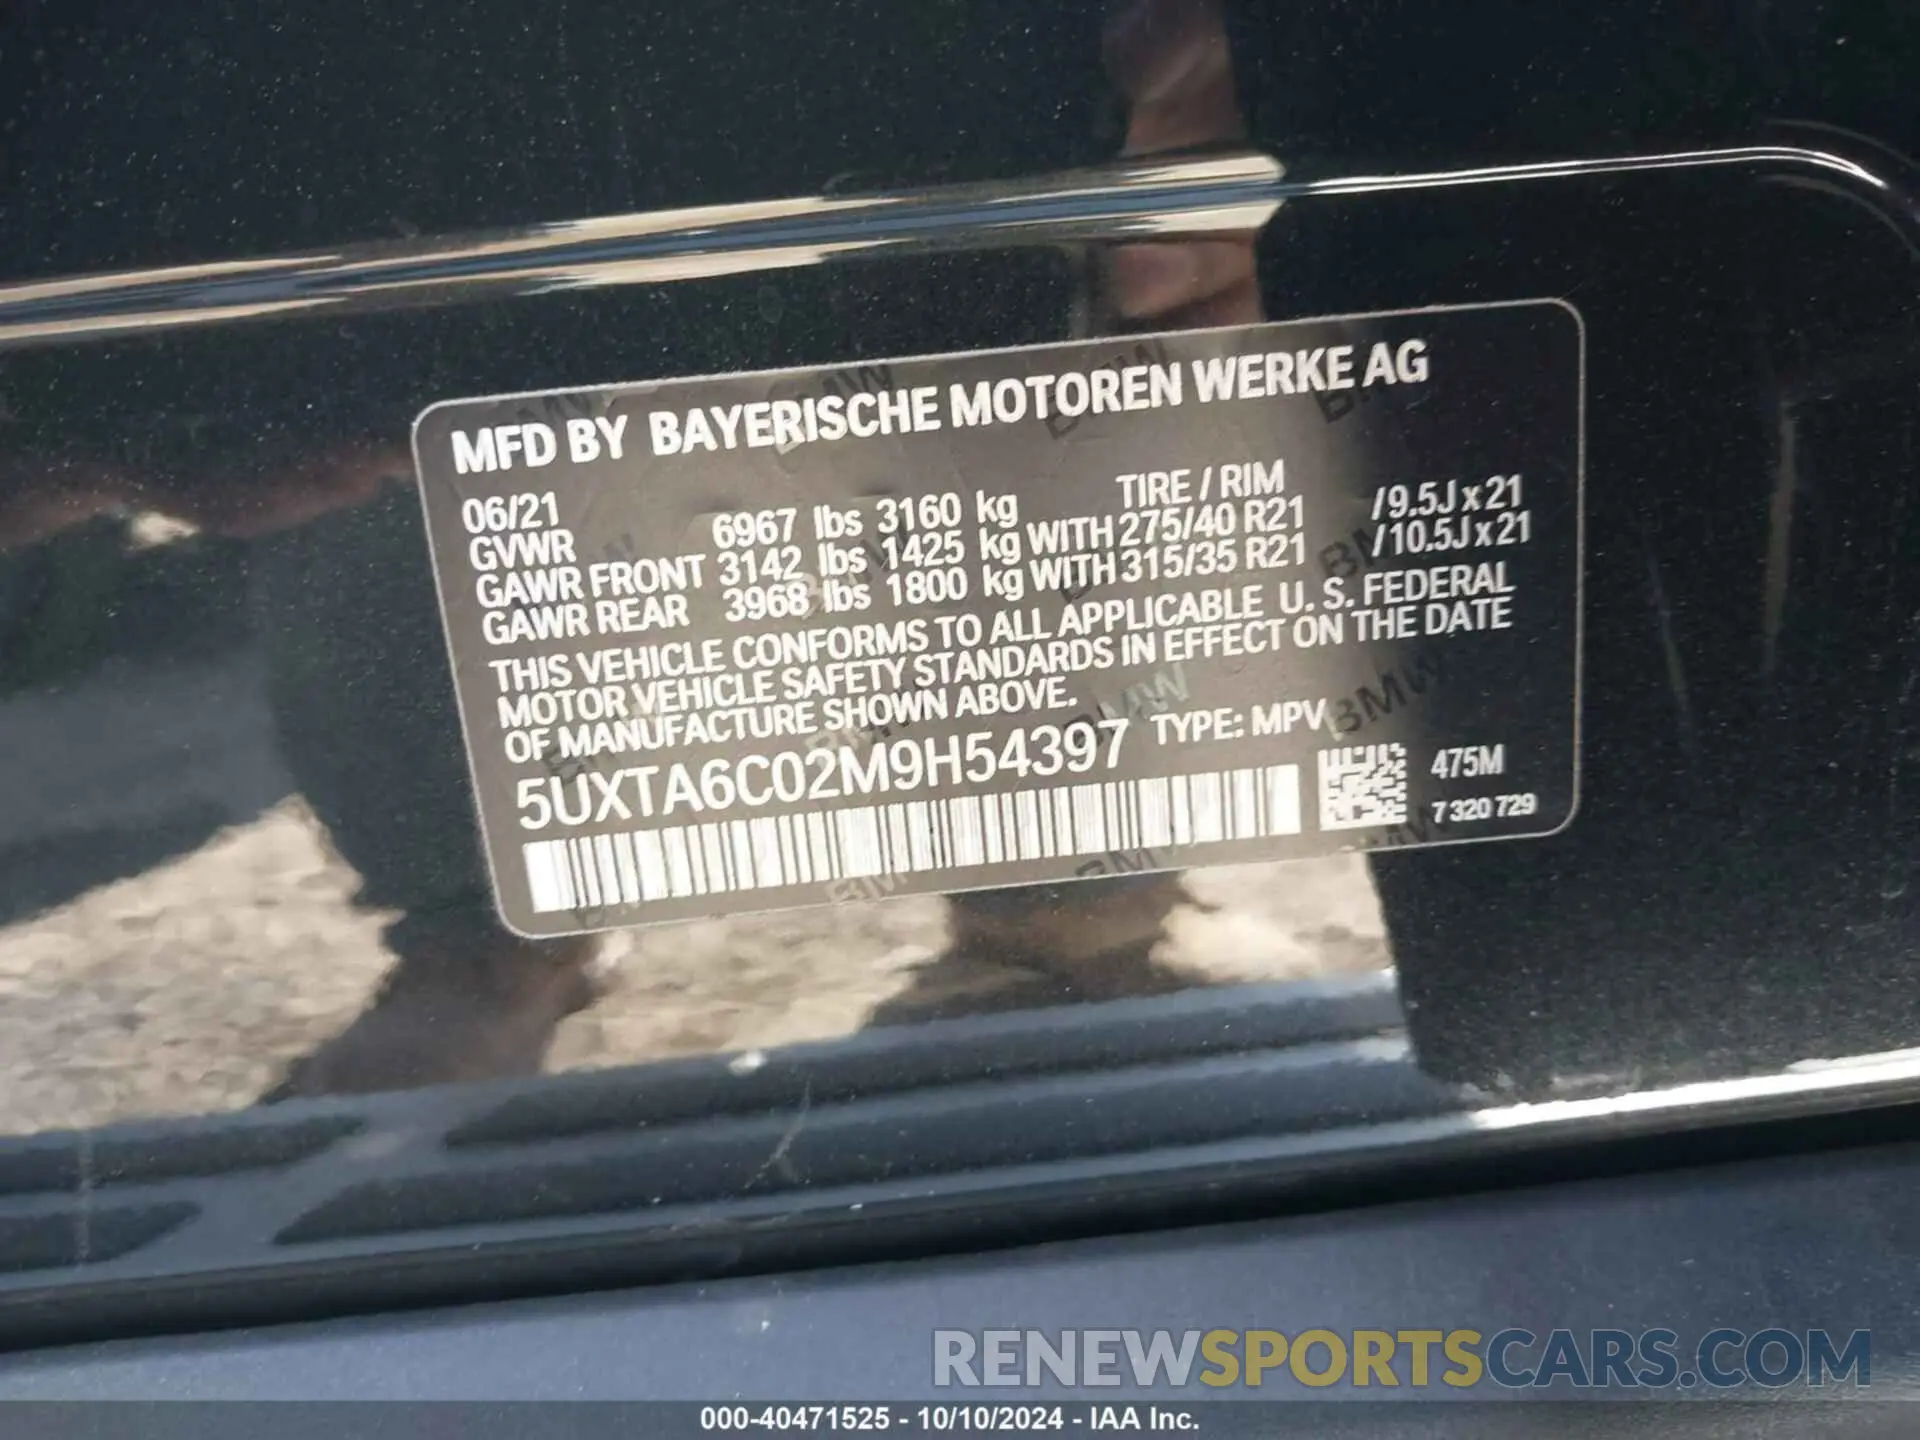 MFD BY BAYERISCHE MOTOREN WERKE AG
06/21 TIRE / RIM
GVWR 6967 lbs 3160 kg
GAWR FRONT 3142 lbs 1425 kg WITH 275/40 R21 /9.5J x 21
GAWR REAR 3968 lbs 1800 kg WITH 315/35 R21 /10.5J x 21
THIS VEHICLE CONFORMS TO ALL APPLICABLE U. S. FEDERAL
MOTOR VEHICLE SAFETY STANDARDS IN EFFECT ON THE DATE
OF MANUFACTURE SHOWN ABOVE.
5UXTA6C02M9H54397 TYPE: MPV
475M
7 320 729
RENEWSPORTSCARS.COM
000-40471525 - 10/10/2024 - IAA Inc.